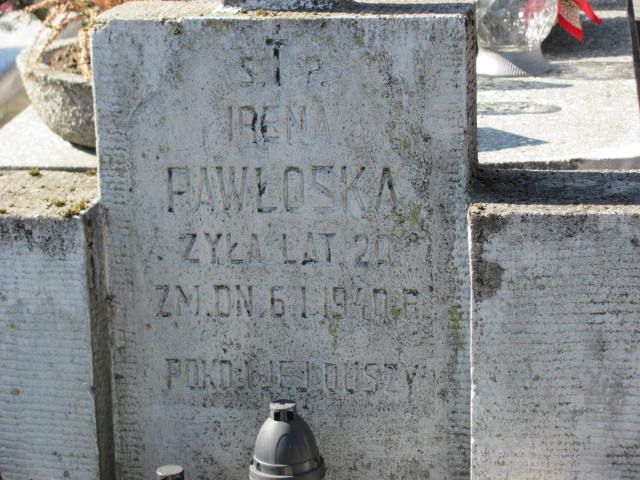 Ś. † P.
IRENA
PAWŁOSKA
ŻYŁA LAT 20
ZM. DN. 6.I.1940.R.
POKÓJ JEJ DUSZY